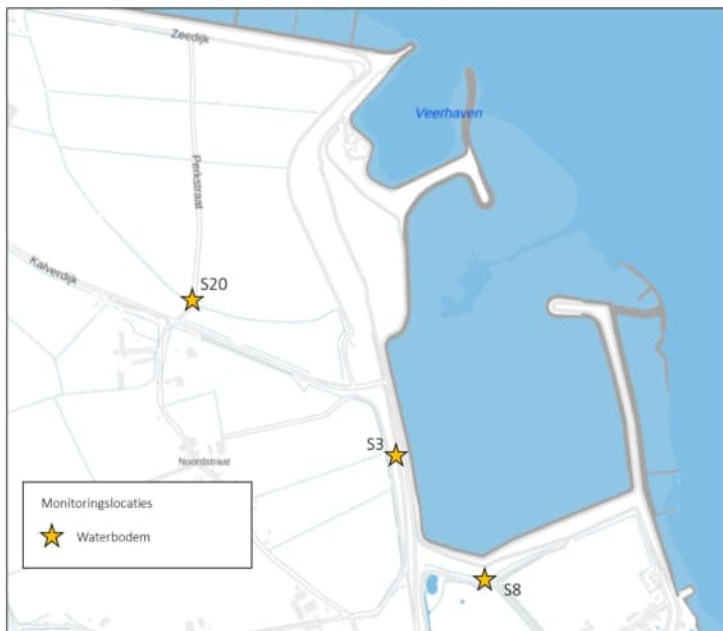 Zeedijk
Veerhaven
Perkstraat
Kalverdijk
S20
S3
Noordstraat
Monitoringslocaties
Waterbodem
S8